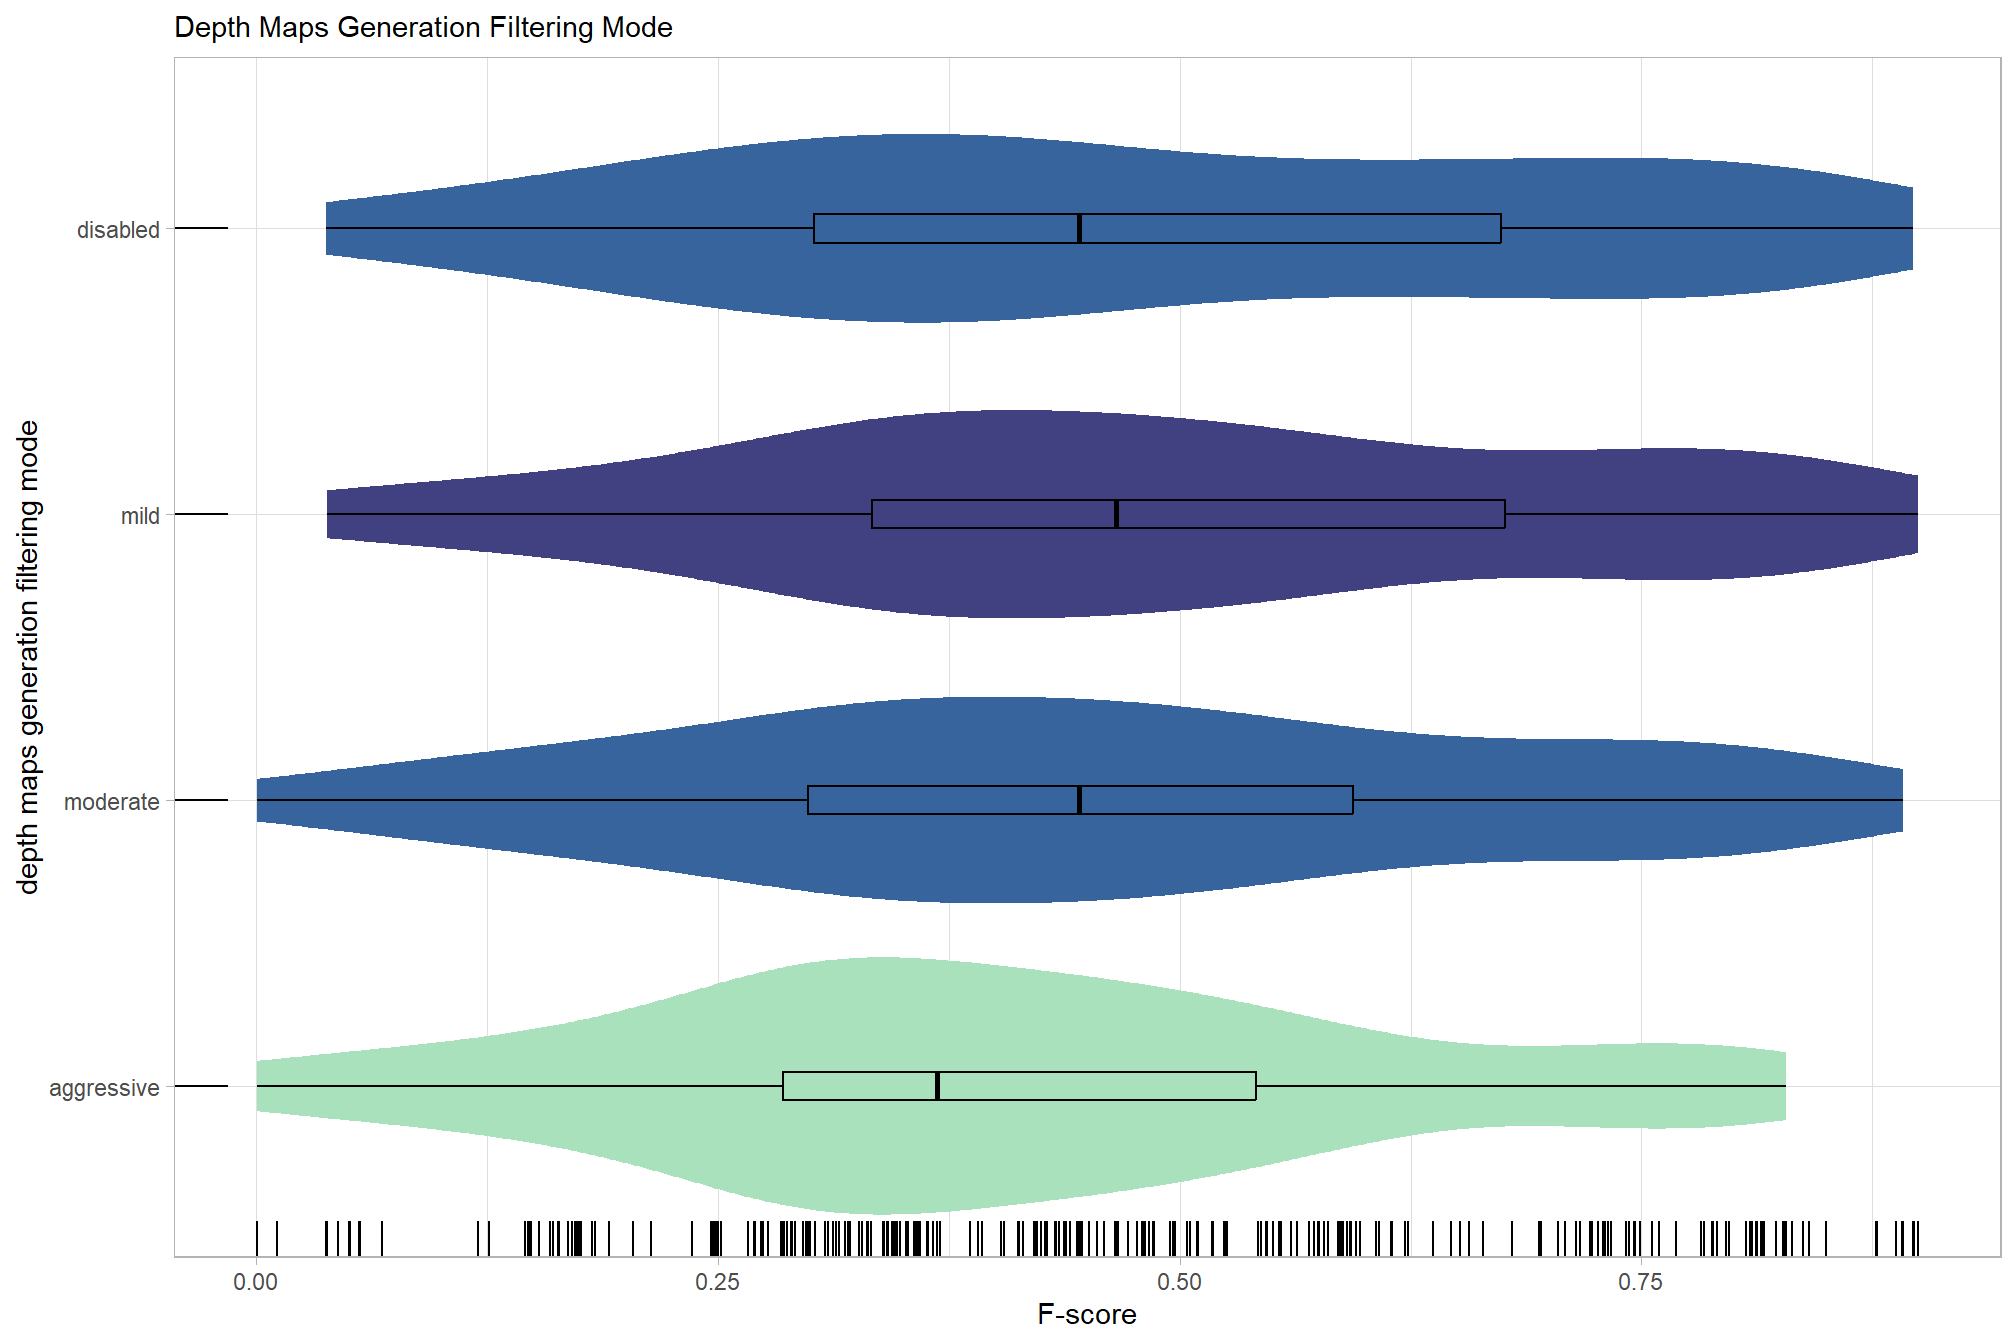 Depth Maps Generation Filtering Mode
depth maps generation filtering mode
disabled
mild
moderate
aggressive
0.00 0.25 0.50 0.75
F-score